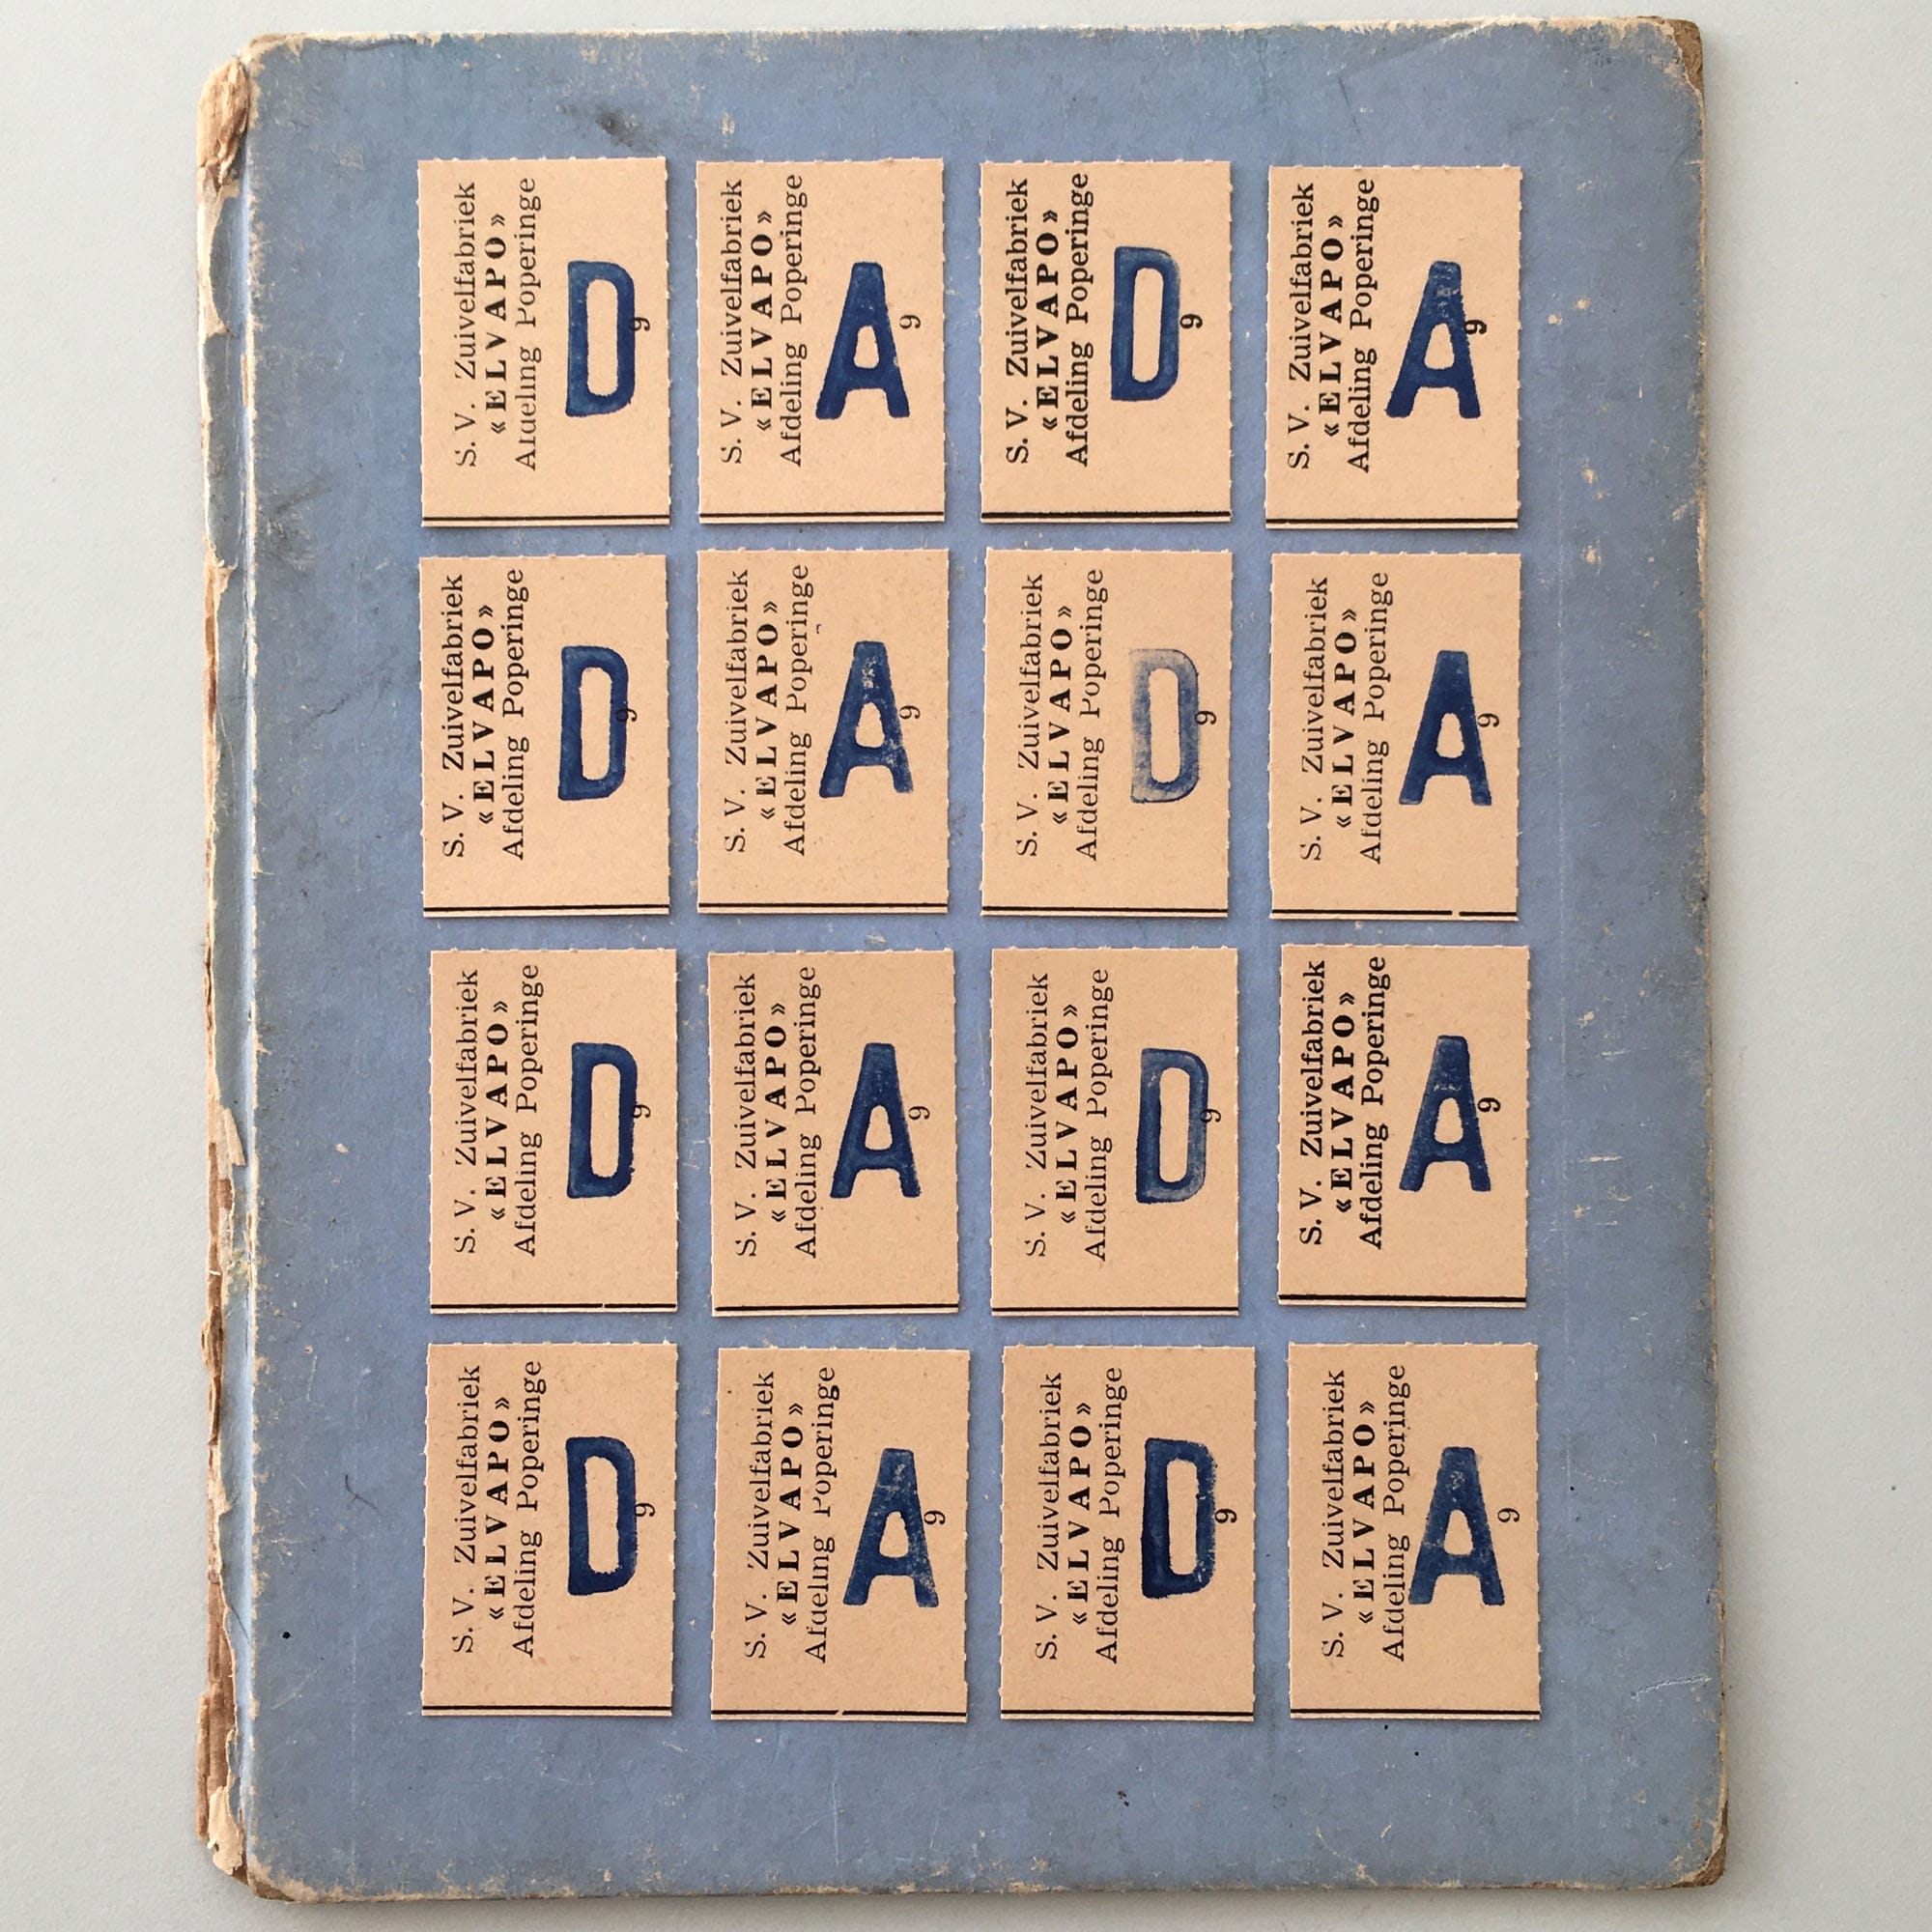 S. V. Zuivelfabriek
« ELVAPO »
Afdeling Poperinge
D
9
S. V. Zuivelfabriek
« ELVAPO »
Afdeling Poperinge
A
9
S. V. Zuivelfabriek
« ELVAPO »
Afdeling Poperinge
D
9
S. V. Zuivelfabriek
« ELVAPO »
Afdeling Poperinge
A
9
S. V. Zuivelfabriek
« ELVAPO »
Afdeling Poperinge
D
9
S. V. Zuivelfabriek
« ELVAPO »
Afdeling Poperinge
A
9
S. V. Zuivelfabriek
« ELVAPO »
Afdeling Poperinge
D
9
S. V. Zuivelfabriek
« ELVAPO »
Afdeling Poperinge
A
9
S. V. Zuivelfabriek
« ELVAPO »
Afdeling Poperinge
D
9
S. V. Zuivelfabriek
« ELVAPO »
Afdeling Poperinge
A
9
S. V. Zuivelfabriek
« ELVAPO »
Afdeling Poperinge
D
9
S. V. Zuivelfabriek
« ELVAPO »
Afdeling Poperinge
A
9
S. V. Zuivelfabriek
« ELVAPO »
Afdeling Poperinge
D
9
S. V. Zuivelfabriek
« ELVAPO »
Afdeling Poperinge
A
9
S. V. Zuivelfabriek
« ELVAPO »
Afdeling Poperinge
D
9
S. V. Zuivelfabriek
« ELVAPO »
Afdeling Poperinge
A
9